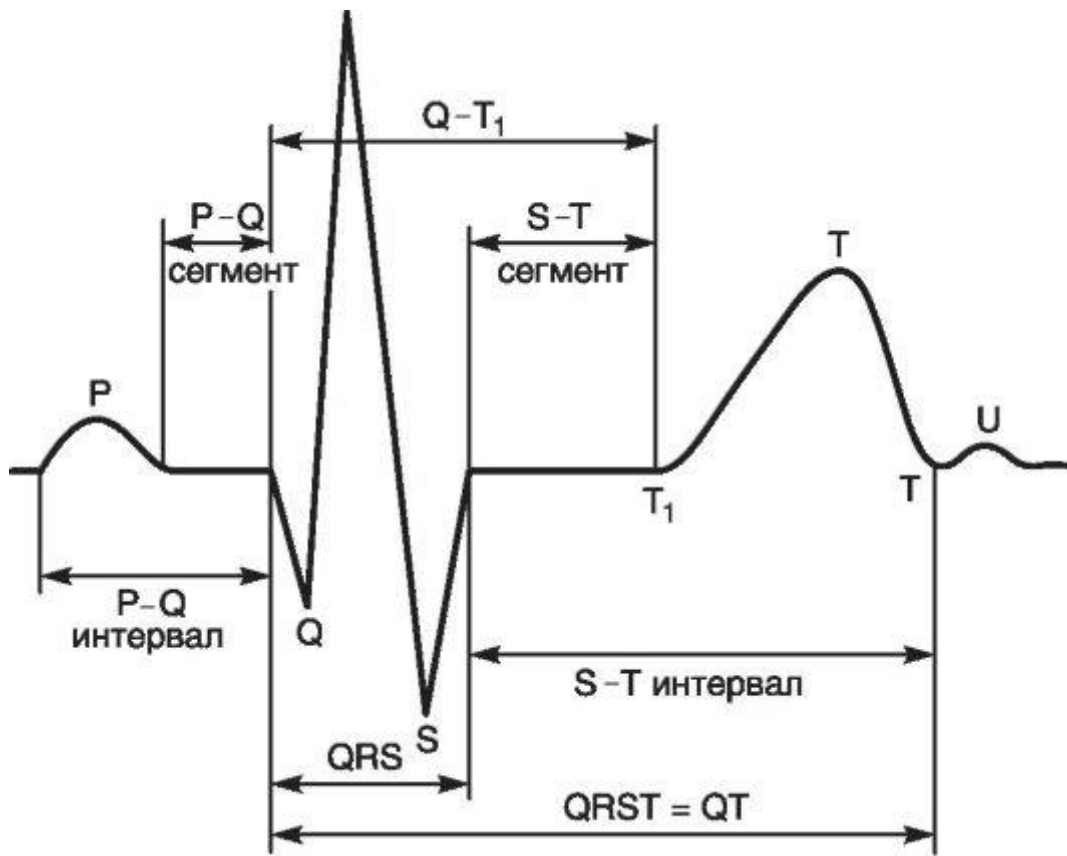 Q-T₁
P-Q
сегмент
S-T
сегмент
T
P
U
T₁
T
P-Q
интервал
Q
S-T интервал
S
QRS
QRST = QT